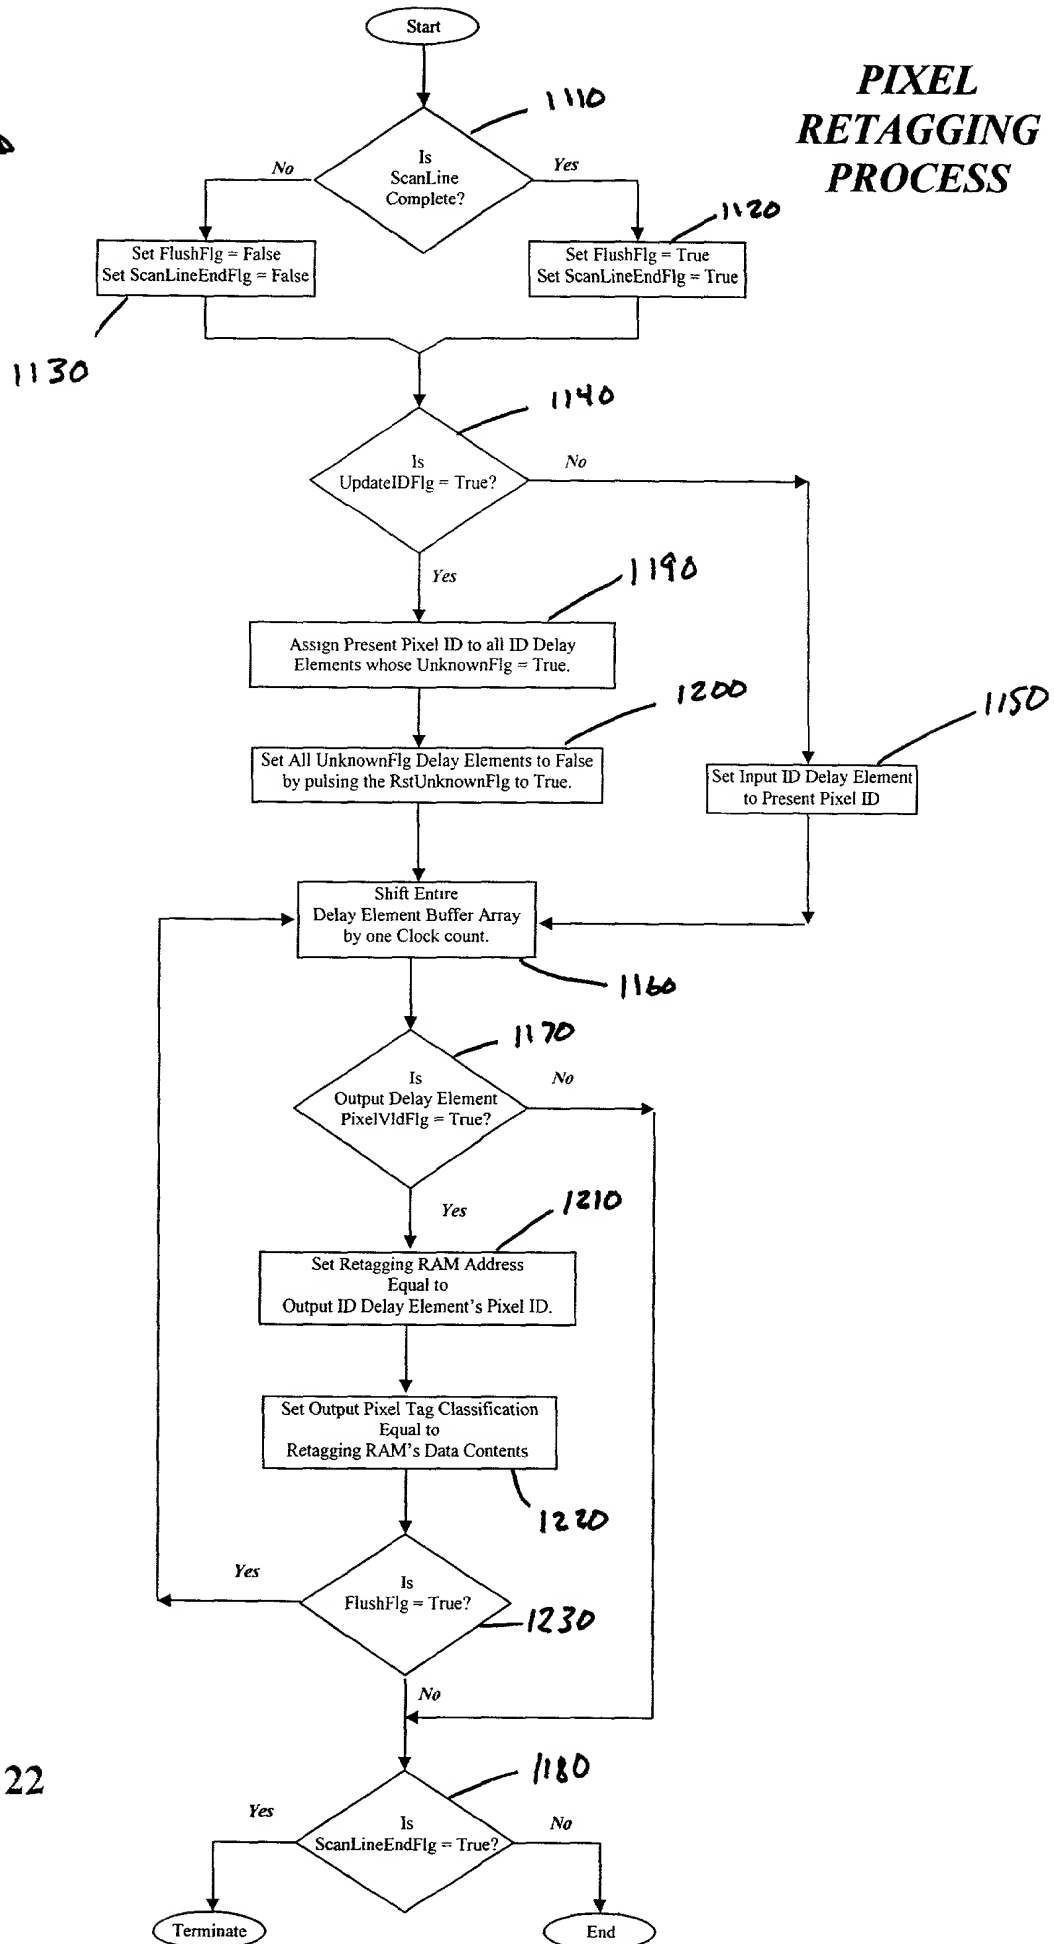 Start
PIXEL
RETAGGING
PROCESS
1110
Is
ScanLine
Complete?
No
Yes
1120
Set FlushFlg = False
Set ScanLineEndFlg = False
Set FlushFlg = True
Set ScanLineEndFlg = True
1130
1140
Is
UpdateIDFlg = True?
No
Yes
1190
Assign Present Pixel ID to all ID Delay
Elements whose UnknownFlg = True.
1200
1150
Set All UnknownFlg Delay Elements to False
by pulsing the RstUnknownFlg to True.
Set Input ID Delay Element
to Present Pixel ID
Shift Entire
Delay Element Buffer Array
by one Clock count.
1160
1170
Is
Output Delay Element
PixelVldFlg = True?
No
Yes
1210
Set Retagging RAM Address
Equal to
Output ID Delay Element's Pixel ID.
Set Output Pixel Tag Classification
Equal to
Retagging RAM's Data Contents
1220
Yes
Is
FlushFlg = True?
1230
No
22
1180
Yes
Is
ScanLineEndFlg = True?
No
Terminate
End